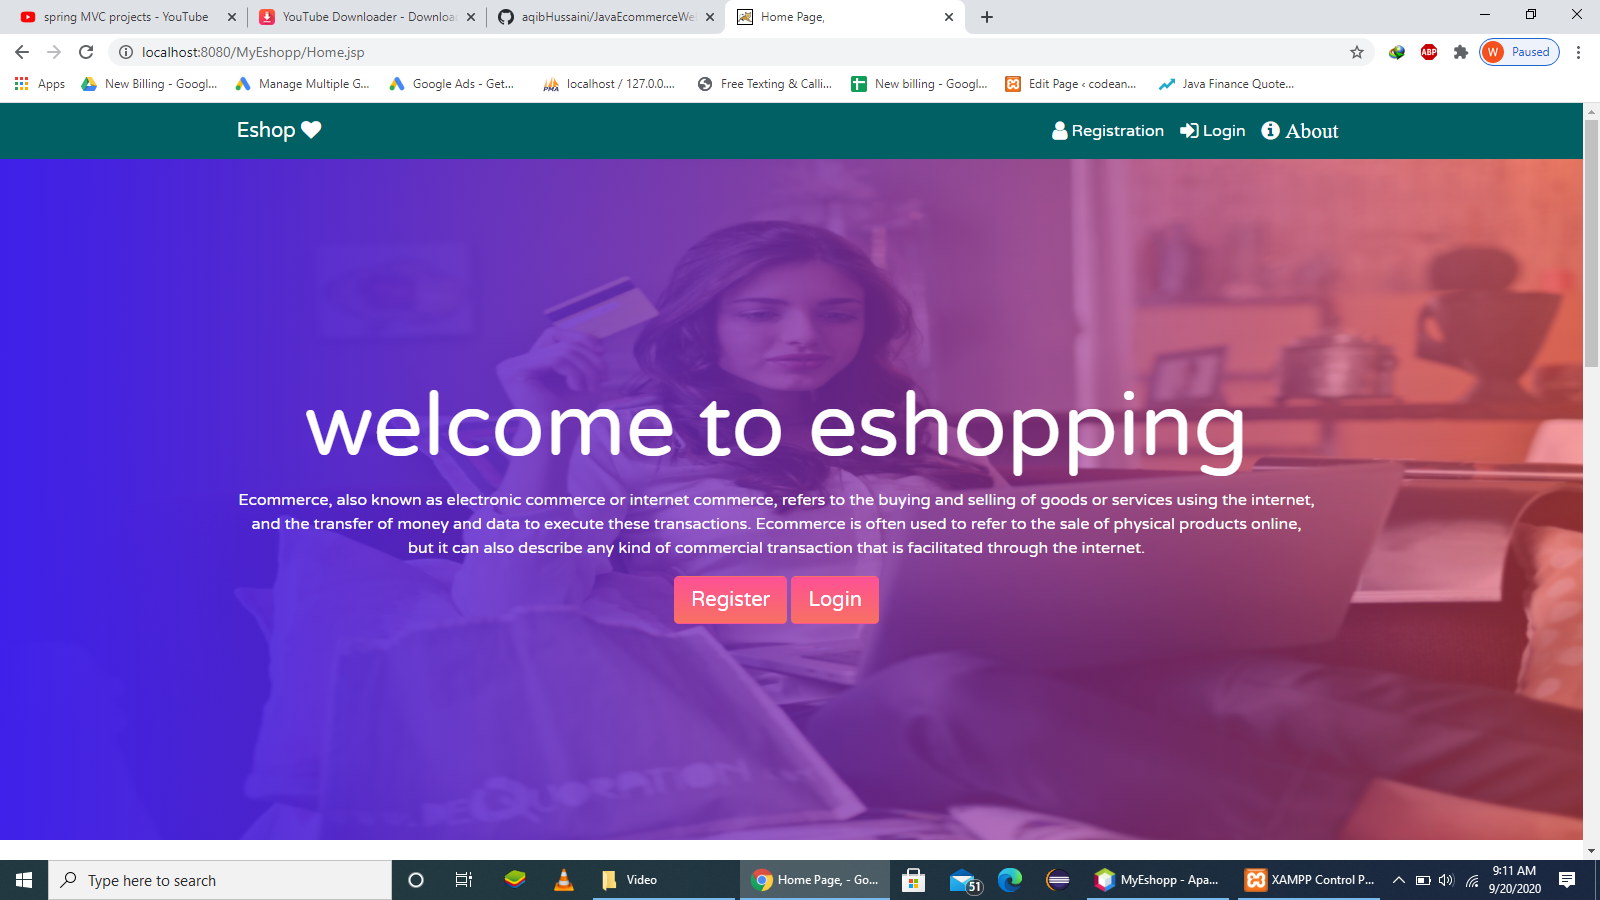 spring MVC projects - YouTube
YouTube Downloader - Downloa
aqibHussaini/JavaEcommerceWe
Home Page,
localhost:8080/MyEshopp/Home.jsp
ABP
W Paused
Apps
New Billing - Googl...
Manage Multiple G...
Google Ads - Get...
PMA
localhost / 127.0.0....
Free Texting & Calli...
New billing - Googl...
Edit Page ‹ codean...
Java Finance Quote...
Eshop
Registration
Login
About
welcome to eshopping
Ecommerce, also known as electronic commerce or internet commerce, refers to the buying and selling of goods or services using the internet,
and the transfer of money and data to execute these transactions. Ecommerce is often used to refer to the sale of physical products online,
but it can also describe any kind of commercial transaction that is facilitated through the internet.
Register
Login
Type here to search
Video
Home Page, - Go...
51
MyEshopp - Apa...
XAMPP Control P...
9:11 AM
9/20/2020